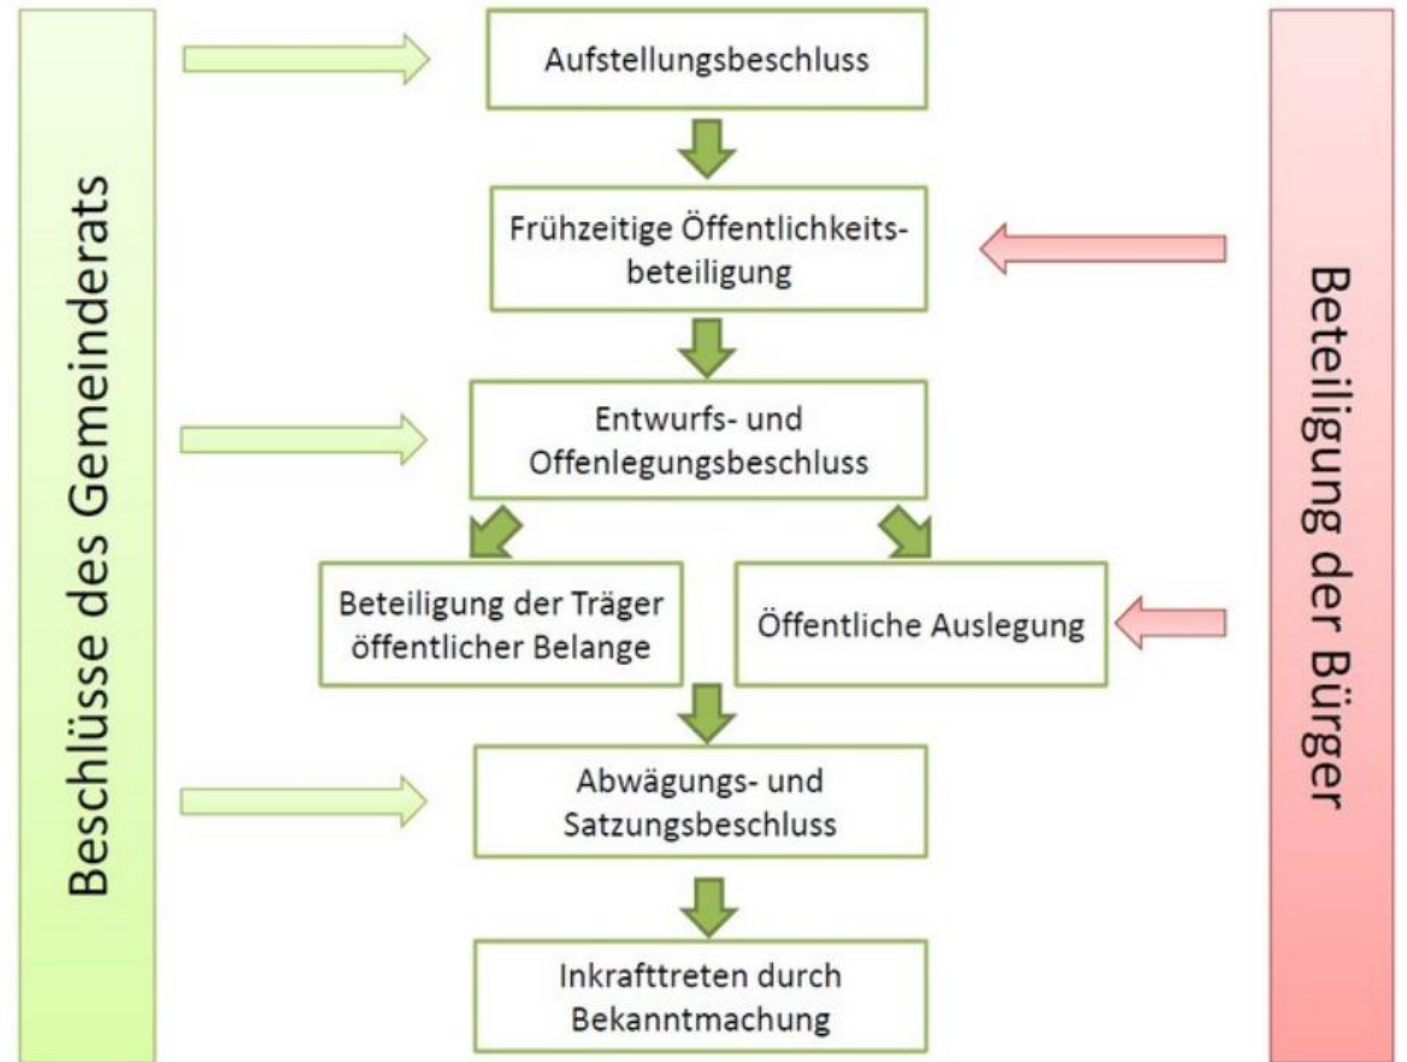 Beschlüsse des Gemeinderats
Aufstellungsbeschluss
Frühzeitige Öffentlichkeits-
beteiligung
Entwurfs- und
Offenlegungsbeschluss
Beteiligung der Träger
öffentlicher Belange
Öffentliche Auslegung
Abwägungs- und
Satzungsbeschluss
Inkrafttreten durch
Bekanntmachung
Beteiligung der Bürger